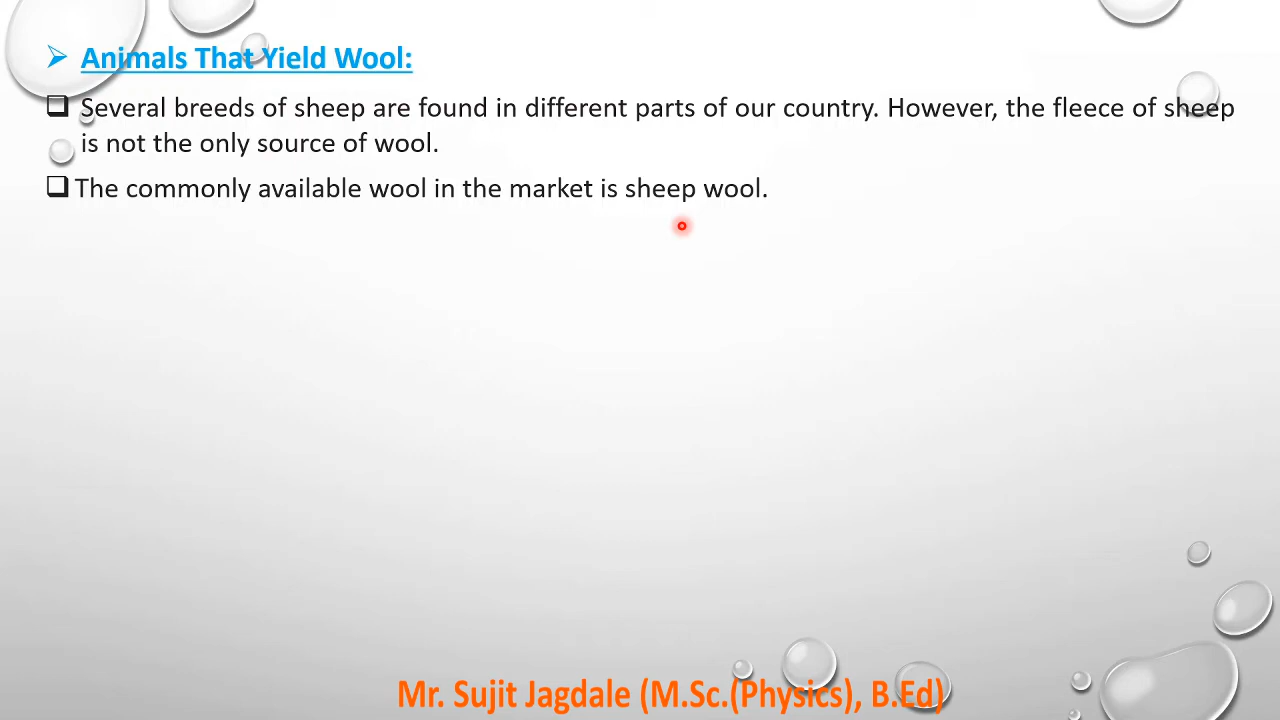 Animals That Yield Wool:
Several breeds of sheep are found in different parts of our country. However, the fleece of sheep
is not the only source of wool.
The commonly available wool in the market is sheep wool.
Mr. Sujit Jagdale (M.Sc.(Physics), B.Ed)